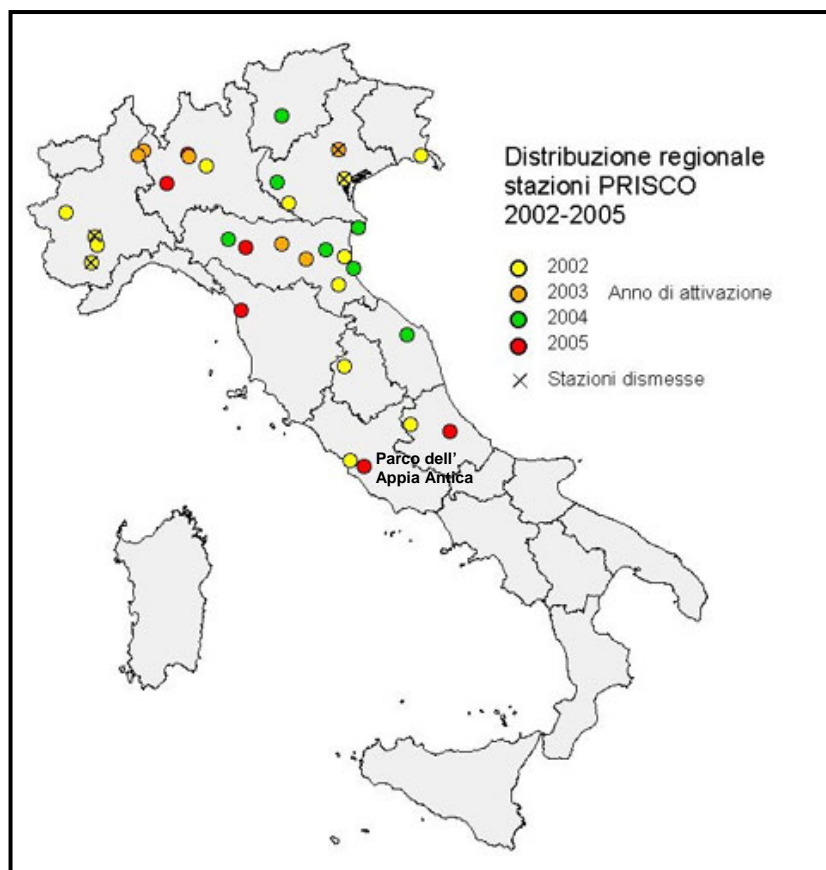 Distribuzione regionale
stazioni PRISCO
2002-2005
2002
2003 Anno di attivazione
2004
2005
Stazioni dismesse
Parco dell'
Appia Antica